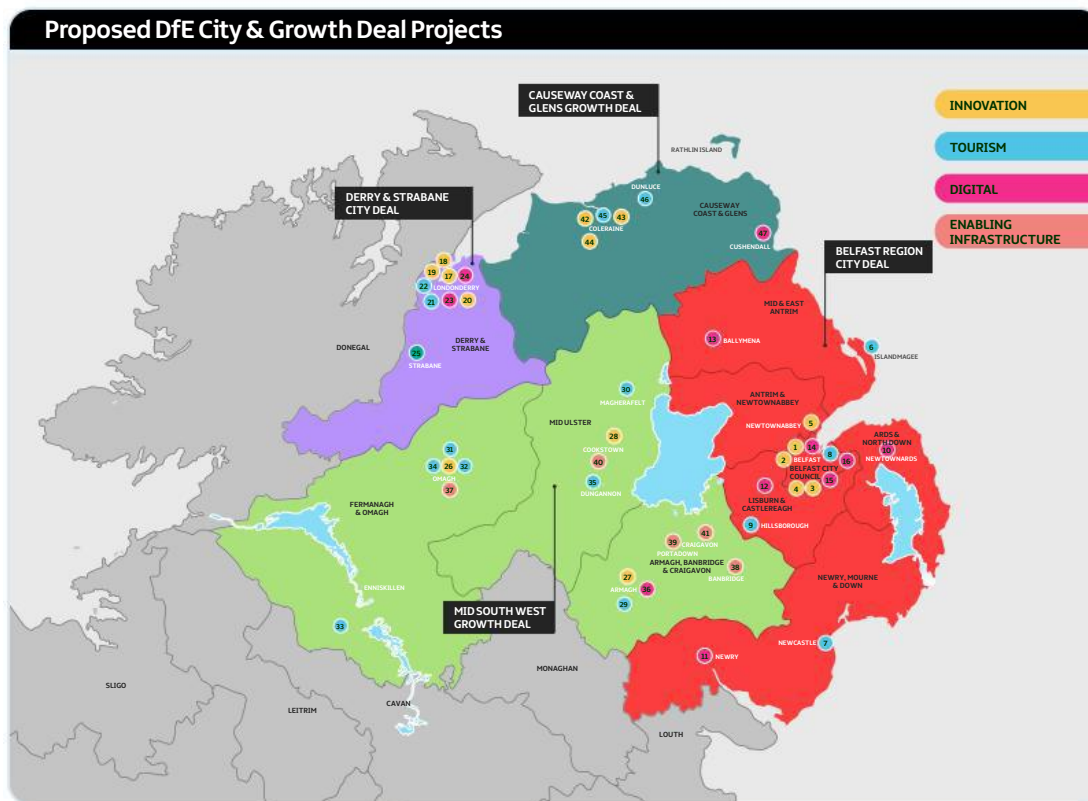 Proposed DfE City & Growth Deal Projects
CAUSEWAY COAST &
GLENS GROWTH DEAL
INNOVATION
TOURISM
DIGITAL
ENABLING
INFRASTRUCTURE
RATHLIN ISLAND
DERRY & STRABANE
CITY DEAL
DUNLUCE
46
CAUSEWAY
COAST & GLENS
42
45
43
COLERAINE
44
47
CUSHENDALL
BELFAST REGION
CITY DEAL
18
19
17
24
22
LONDONDERRY
21
23
20
MID & EAST
ANTRIM
13
BALLYMENA
6
ISLANDMAGEE
DONEGAL
DERRY &
STRABANE
25
STRABANE
30
MAGHERAFELT
ANTRIM &
NEWTOWNABBEY
NEWTOWNABBEY
5
MID ULSTER
28
COOKSTOWN
40
35
DUNGANNON
31
34
26
32
OMAGH
37
1
14
8
2
BELFAST
16
BELFAST CITY
COUNCIL
15
4
3
12
LISBURN &
CASTLEREAGH
ARDS &
NORTH DOWN
10
NEWTOWNARDS
9
HILLSBOROUGH
FERMANAGH
& OMAGH
41
CRAIGAVON
39
PORTADOWN
ARMAGH, BANBRIDGE
& CRAIGAVON
38
BANBRIDGE
27
ARMAGH
36
29
NEWRY, MOURNE
& DOWN
ENNISKILLEN
33
MID SOUTH WEST
GROWTH DEAL
NEWCASTLE
7
11
NEWRY
MONAGHAN
SLIGO
LEITRIM
CAVAN
LOUTH